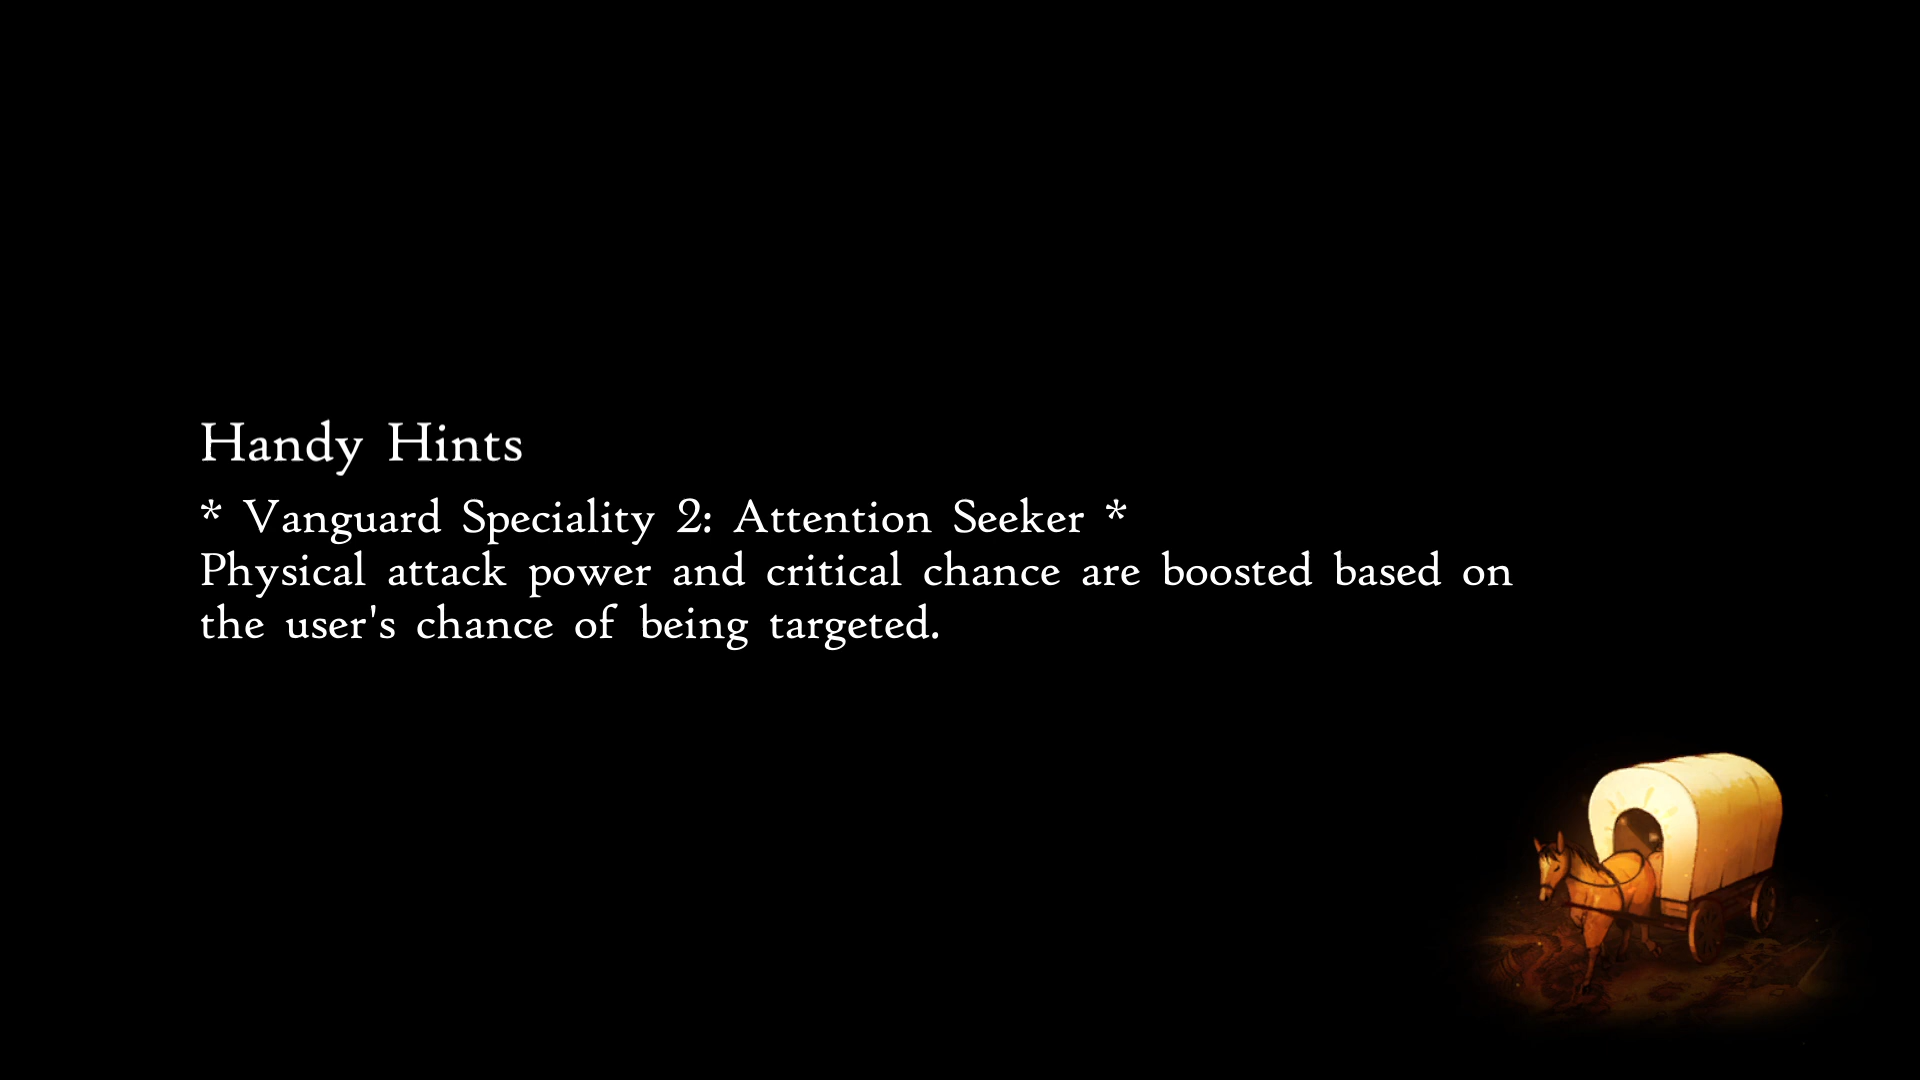 Handy Hints
* Vanguard Speciality 2: Attention Seeker *
Physical attack power and critical chance are boosted based on
the user's chance of being targeted.